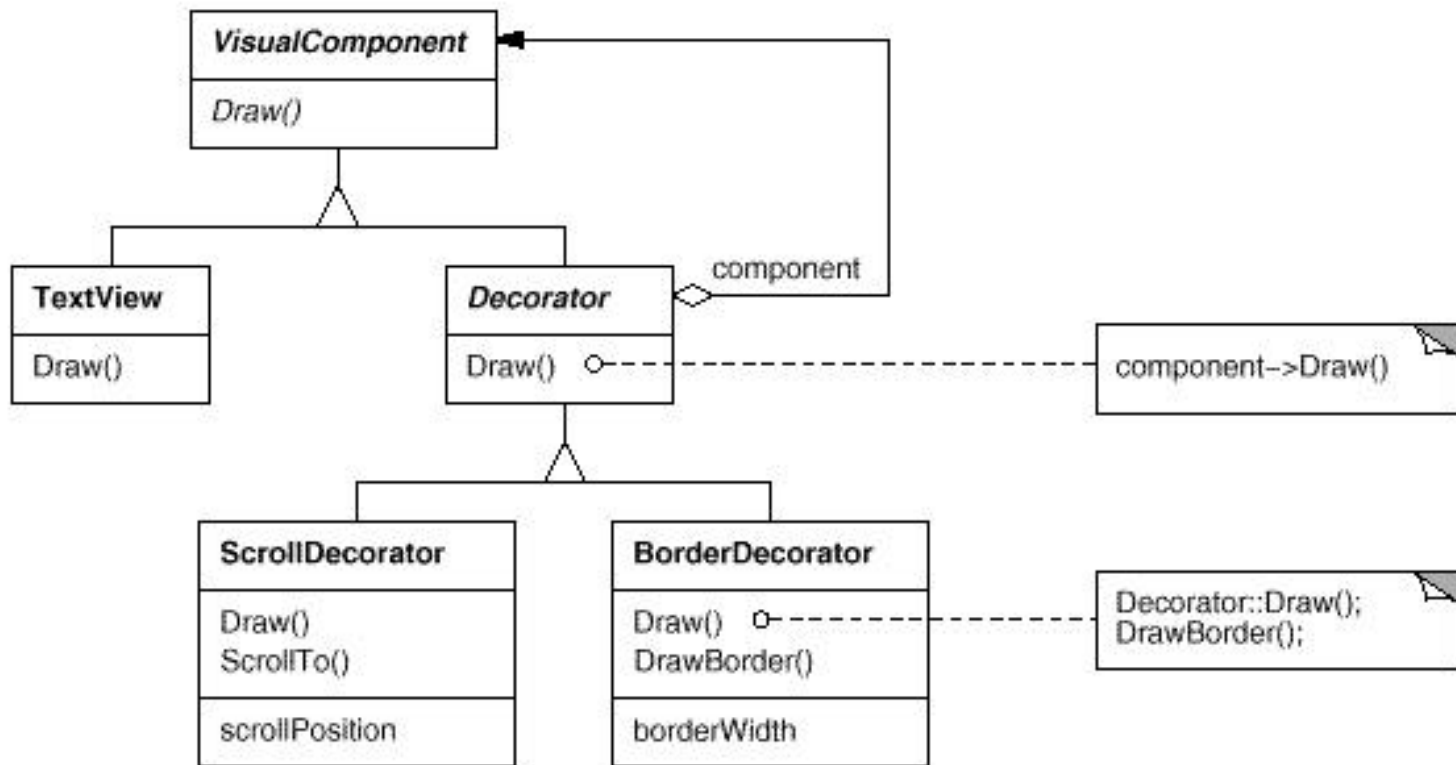 VisualComponent
Draw()
TextView
Draw()
Decorator
Draw()
component
component->Draw()
ScrollDecorator
Draw()
ScrollTo()
scrollPosition
BorderDecorator
Draw()
DrawBorder()
borderWidth
Decorator::Draw();
DrawBorder();